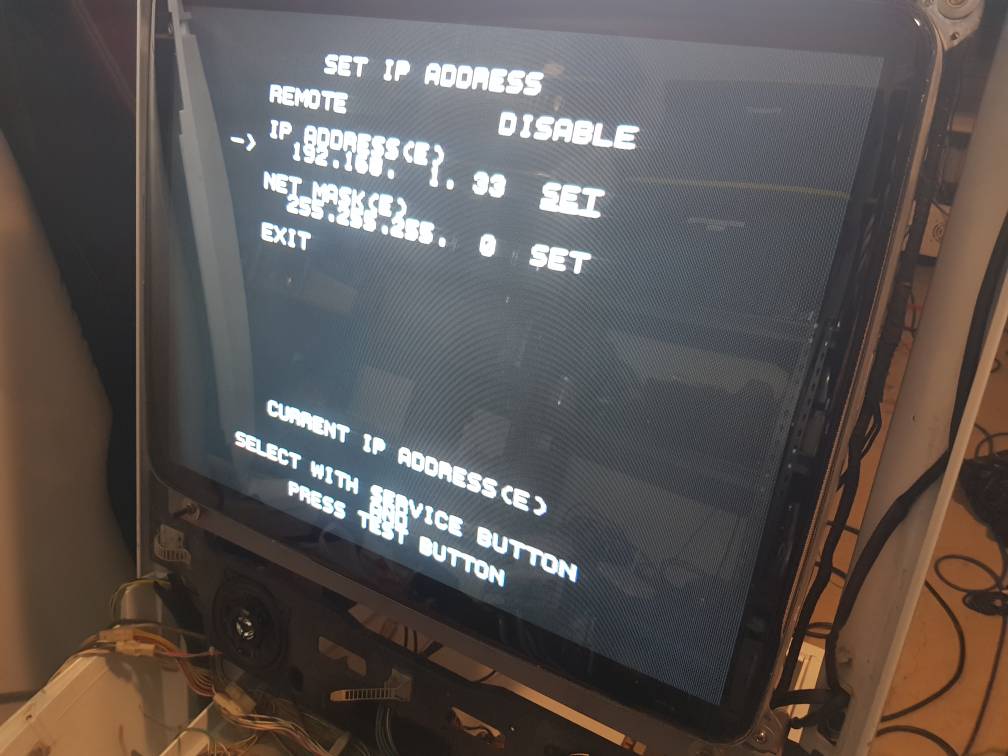 SET IP ADDRESS
REMOTE DISABLE
IP ADDRESS(E)
-> 192.168. 1. 33 SET
NET MASK(E)
255.255.255. 0 SET
EXIT
CURRENT IP ADDRESS(E)
SELECT WITH SERVICE BUTTON
AND
PRESS TEST BUTTON